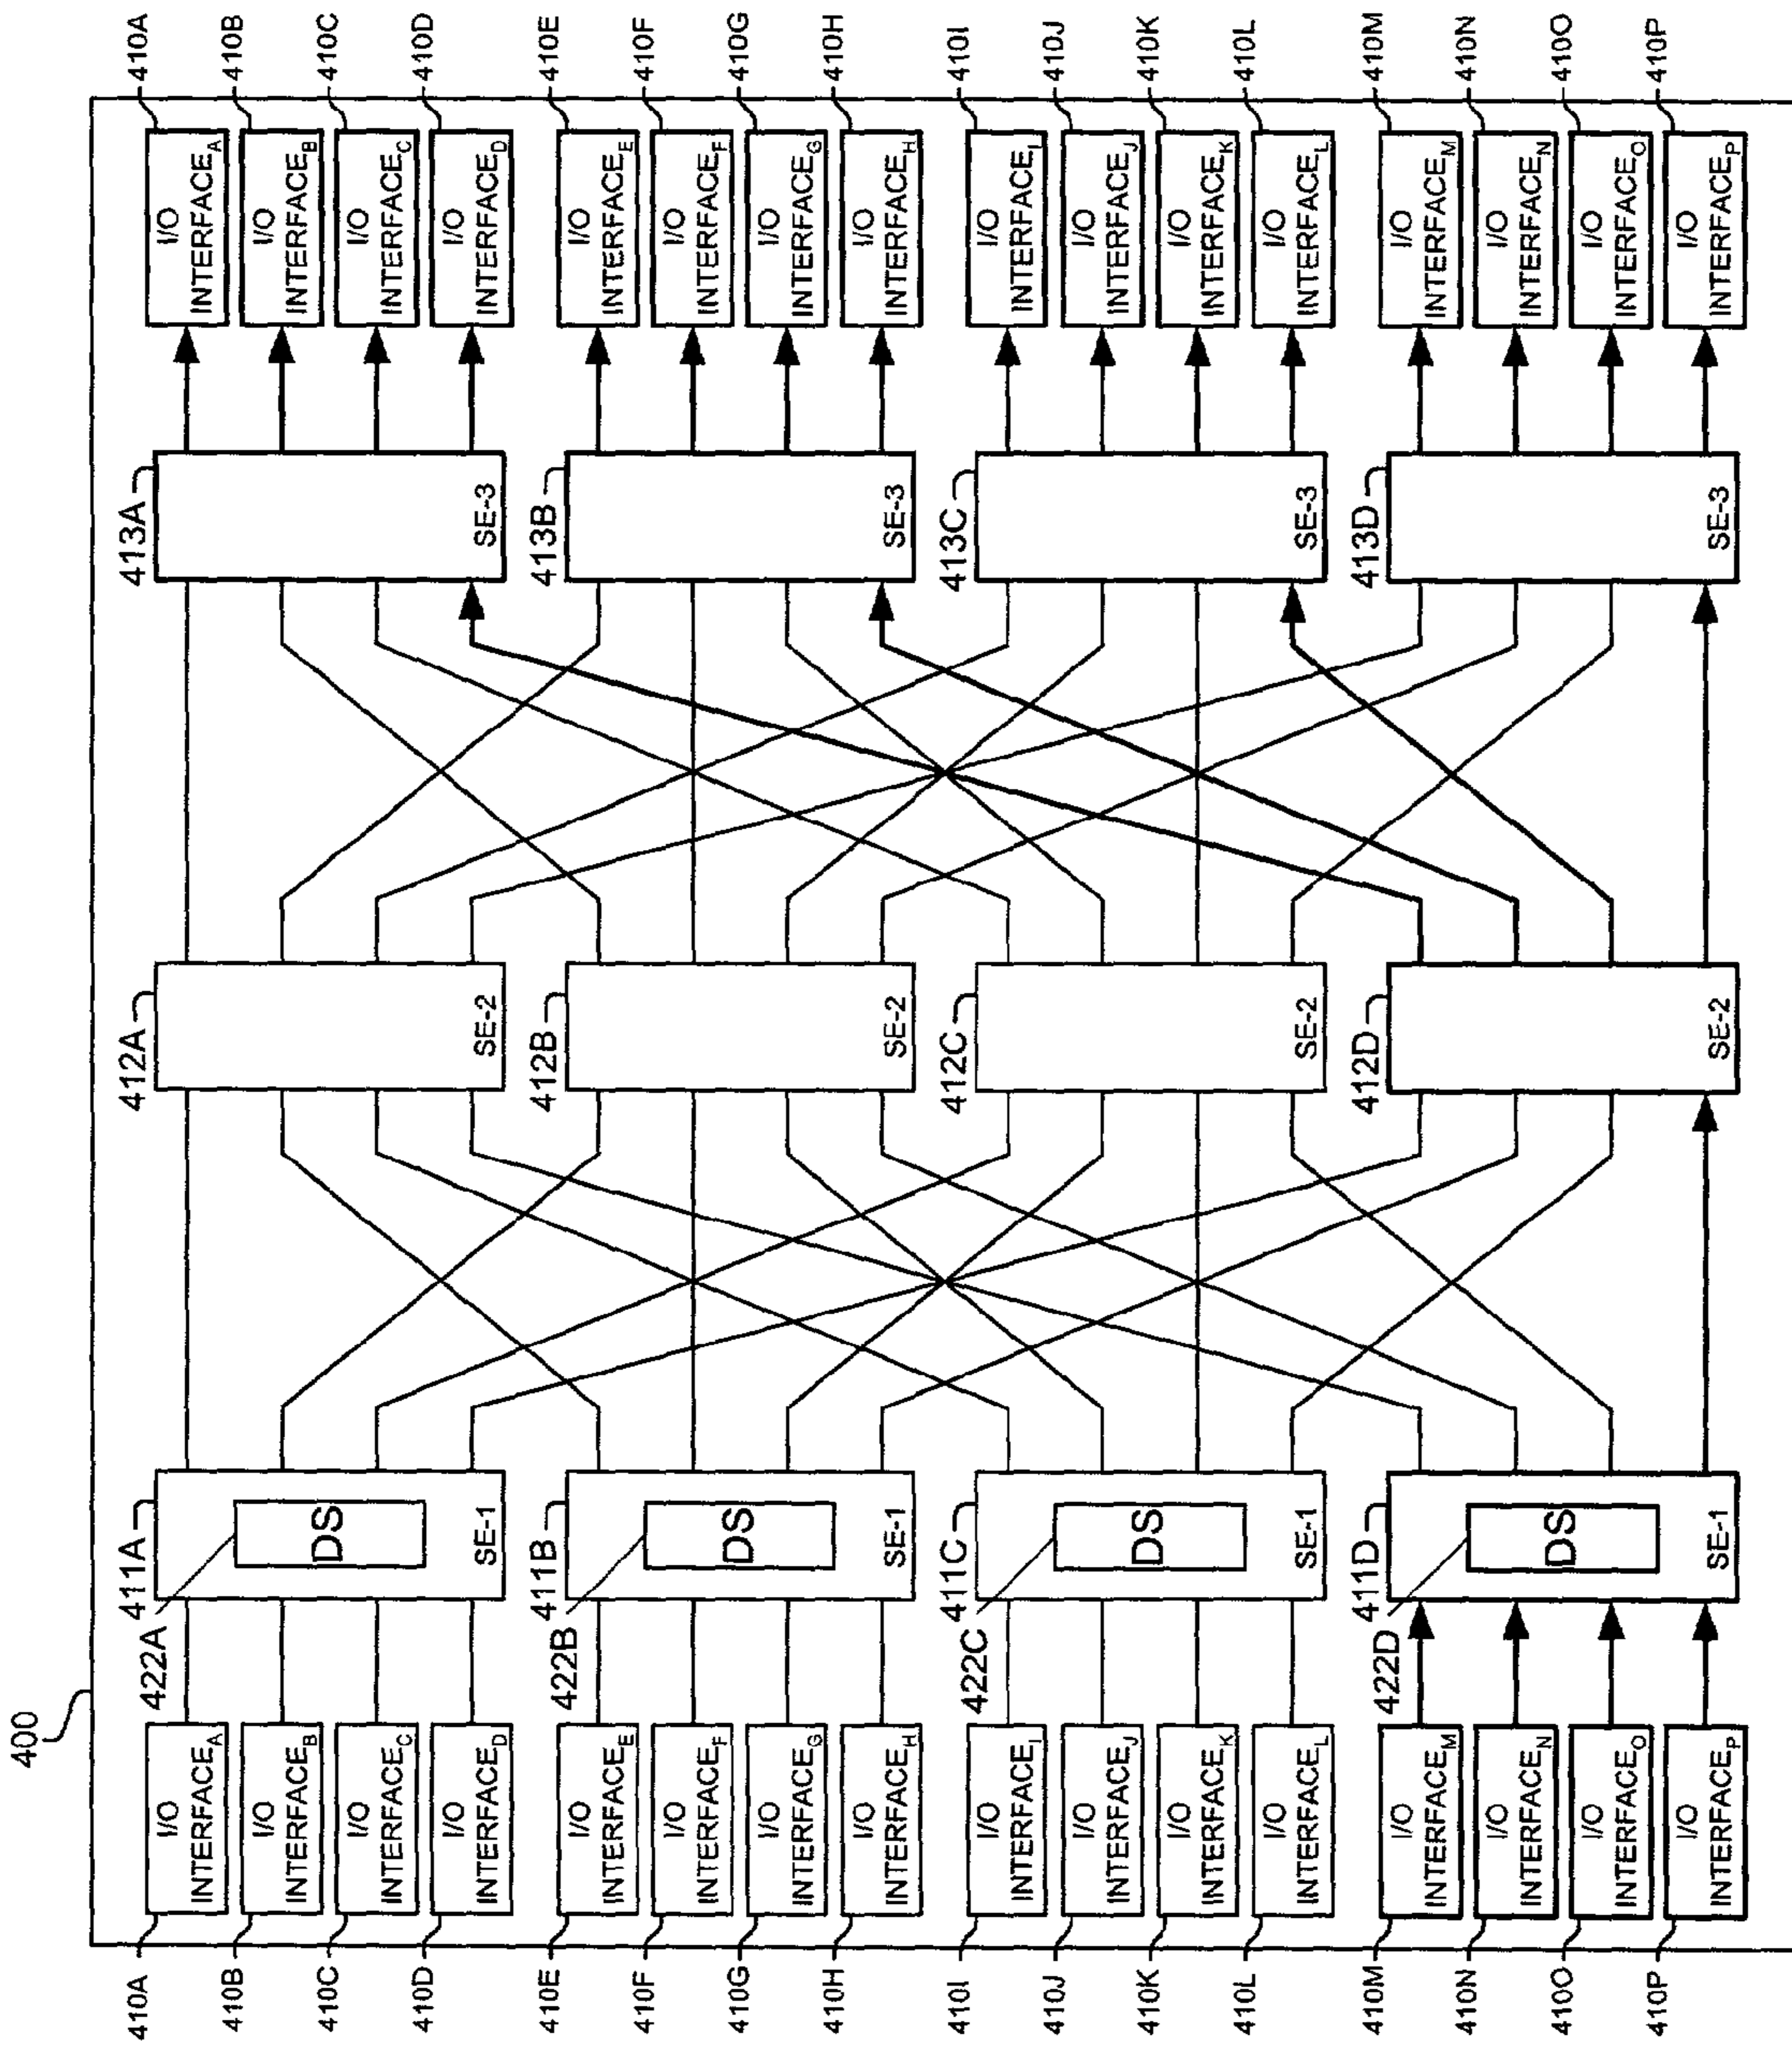 400
410A
410B
410C
410D
410E
410F
410G
410H
410I
410J
410K
410L
410M
410N
410O
410P
I/O
INTERFACEA
I/O
INTERFACEB
I/O
INTERFACEC
I/O
INTERFACED
I/O
INTERFACEE
I/O
INTERFACEF
I/O
INTERFACEG
I/O
INTERFACEH
I/O
INTERFACEI
I/O
INTERFACEJ
I/O
INTERFACEK
I/O
INTERFACEL
I/O
INTERFACEM
I/O
INTERFACEN
I/O
INTERFACEO
I/O
INTERFACEP
411A
422A
DS
SE-1
411B
422B
DS
SE-1
411C
422C
DS
SE-1
411D
422D
DS
SE-1
412A
SE-2
412B
SE-2
412C
SE-2
412D
SE-2
413A
SE-3
413B
SE-3
413C
SE-3
413D
SE-3
I/O
INTERFACEA
I/O
INTERFACEB
I/O
INTERFACEC
I/O
INTERFACED
I/O
INTERFACEE
I/O
INTERFACEF
I/O
INTERFACEG
I/O
INTERFACEH
I/O
INTERFACEI
I/O
INTERFACEJ
I/O
INTERFACEK
I/O
INTERFACEL
I/O
INTERFACEM
I/O
INTERFACEN
I/O
INTERFACEO
I/O
INTERFACEP
410A
410B
410C
410D
410E
410F
410G
410H
410I
410J
410K
410L
410M
410N
410O
410P